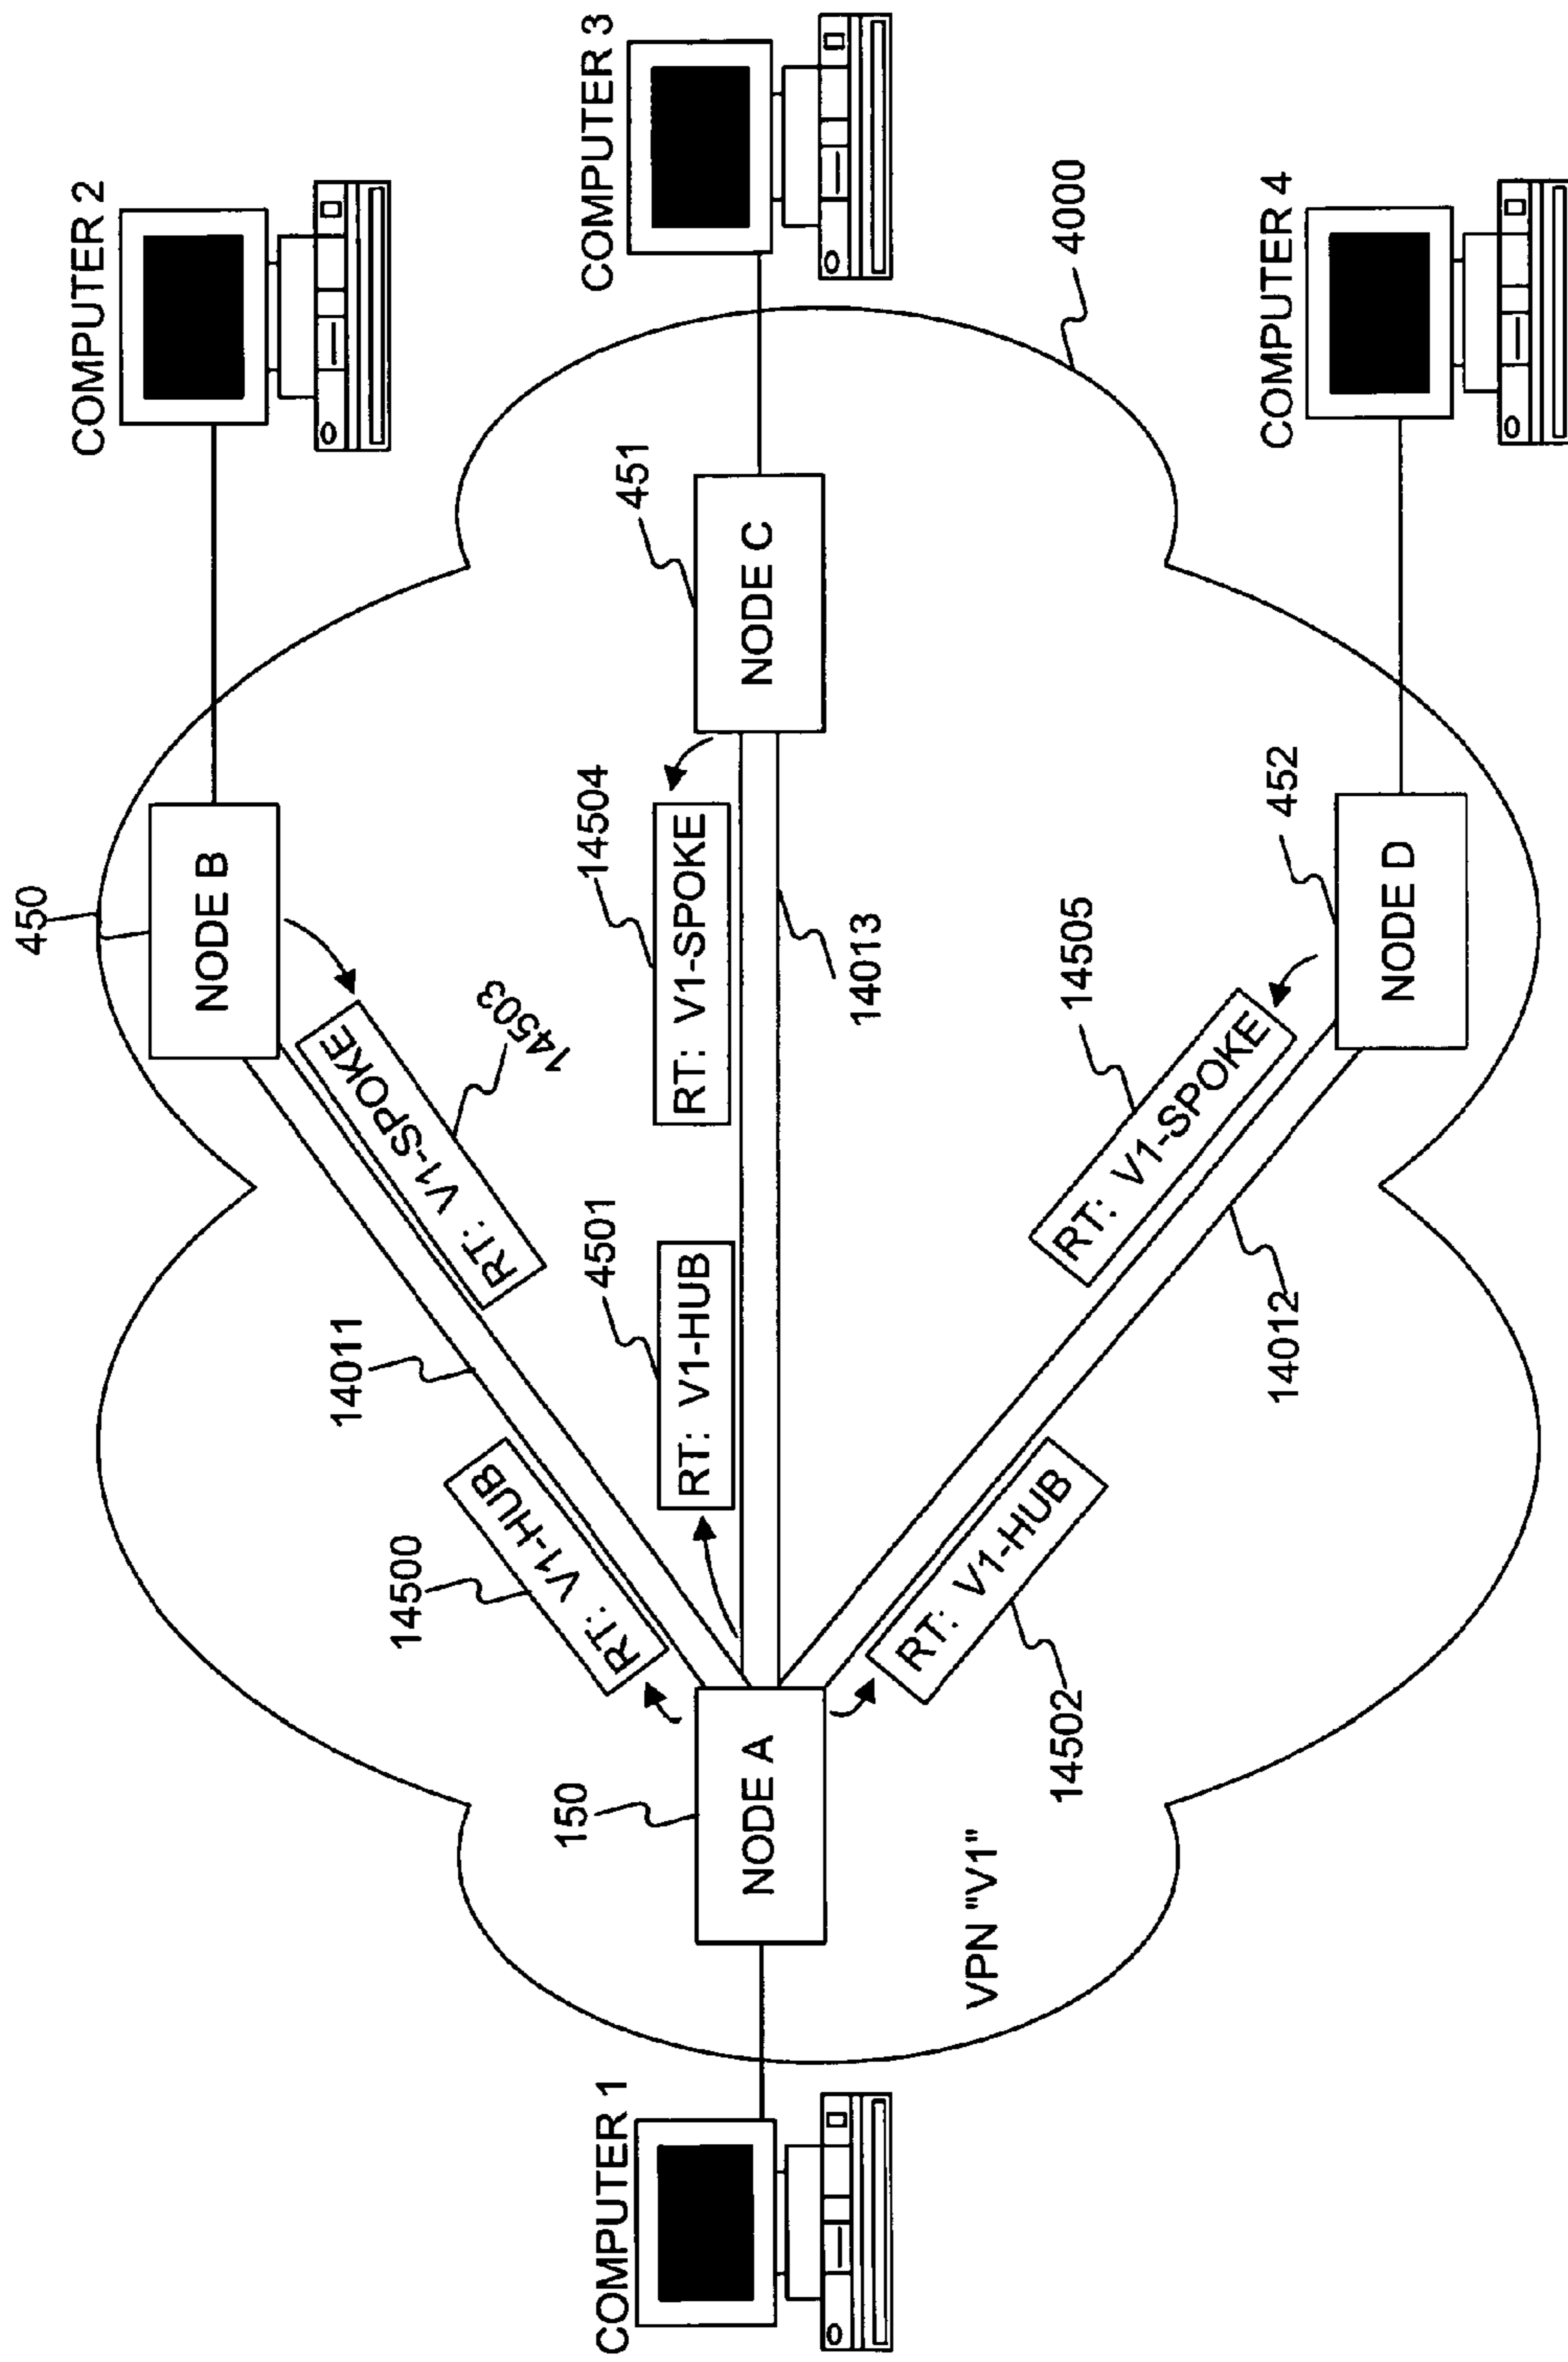 COMPUTER 2
450
NODE B
14503
RT: V1-SPOKE
14011
14500
RT: V1-HUB
COMPUTER 3
451
NODE C
14504
RT: V1-SPOKE
4501
RT: V1-HUB
14013
150
NODE A
COMPUTER 1
4000
COMPUTER 4
452
NODE D
14505
RT: V1-SPOKE
14012
RT: V1-HUB
14502
VPN "V1"